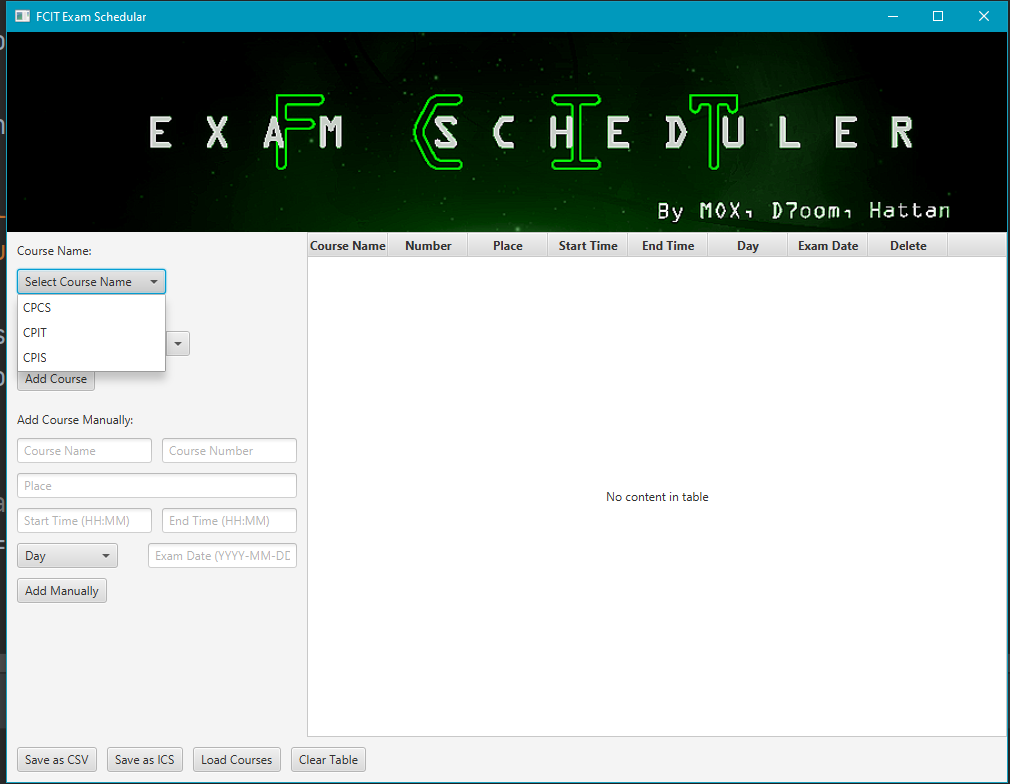 FCIT Exam Schedular
EXAM SCHEDULER
FCIT
By MOX, D7oom, Hattan
Course Name:
Select Course Name
CPCS
CPIT
CPIS
Add Course
Add Course Manually:
Course Name Course Number
Place
Start Time (HH:MM) End Time (HH:MM)
Day Exam Date (YYYY-MM-DD
Add Manually
Course Name Number Place Start Time End Time Day Exam Date Delete
No content in table
Save as CSV Save as ICS Load Courses Clear Table